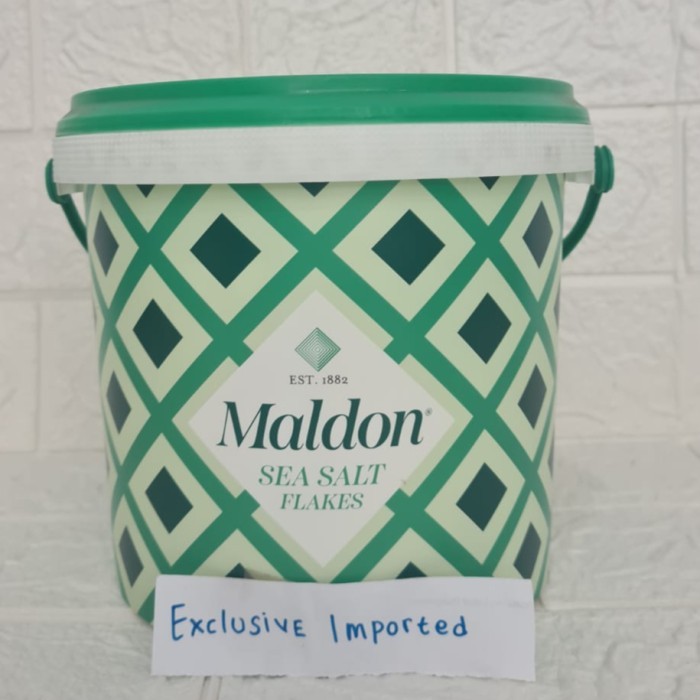 EST. 1882
Maldon®
SEA SALT
FLAKES
Exclusive Imported